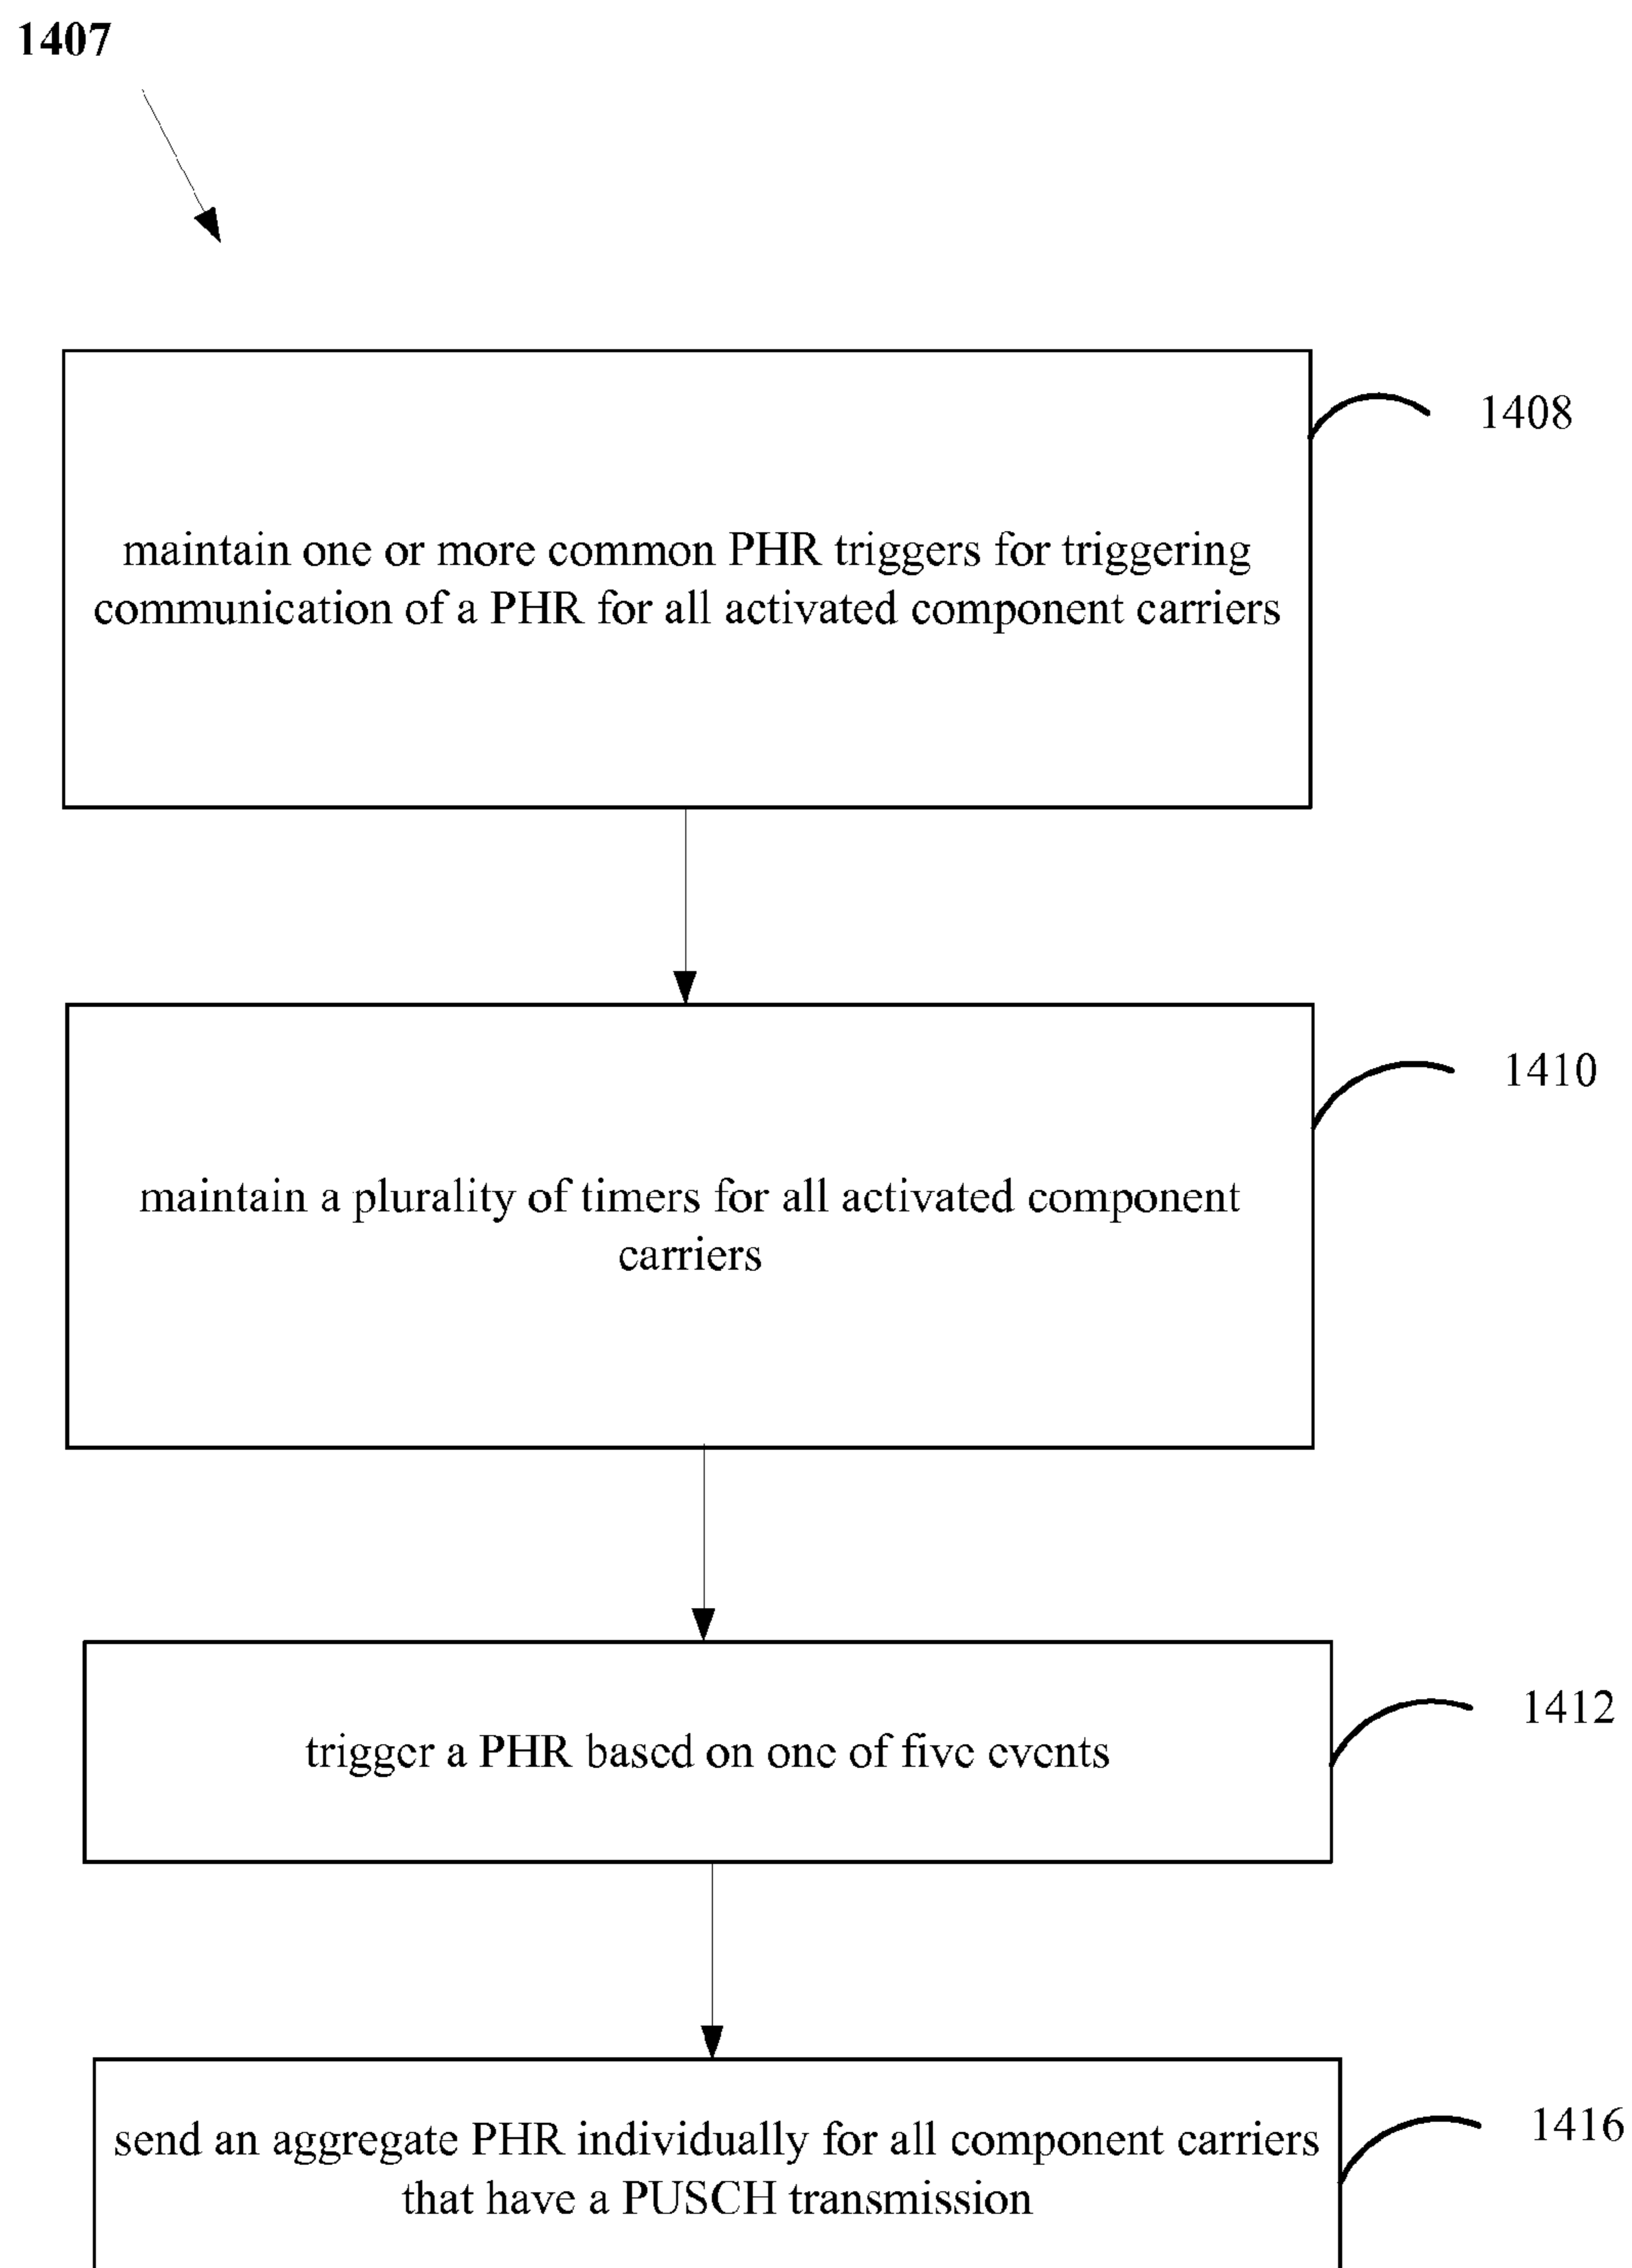 1407
1408
maintain one or more common PHR triggers for triggering
communication of a PHR for all activated component carriers
1410
maintain a plurality of timers for all activated component
carriers
1412
trigger a PHR based on one of five events
1416
send an aggregate PHR individually for all component carriers
that have a PUSCH transmission